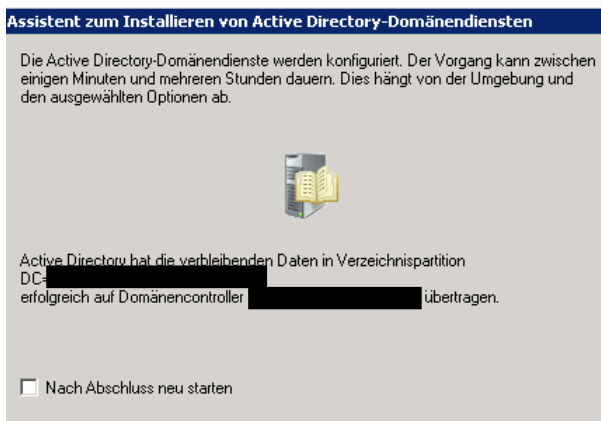 Assistent zum Installieren von Active Directory-Domänendiensten
Die Active Directory-Domänendienste werden konfiguriert. Der Vorgang kann zwischen
einigen Minuten und mehreren Stunden dauern. Dies hängt von der Umgebung und
den ausgewählten Optionen ab.
Active Directory hat die verbleibenden Daten in Verzeichnispartition
DC=
erfolgreich auf Domänencontroller übertragen.
Nach Abschluss neu starten